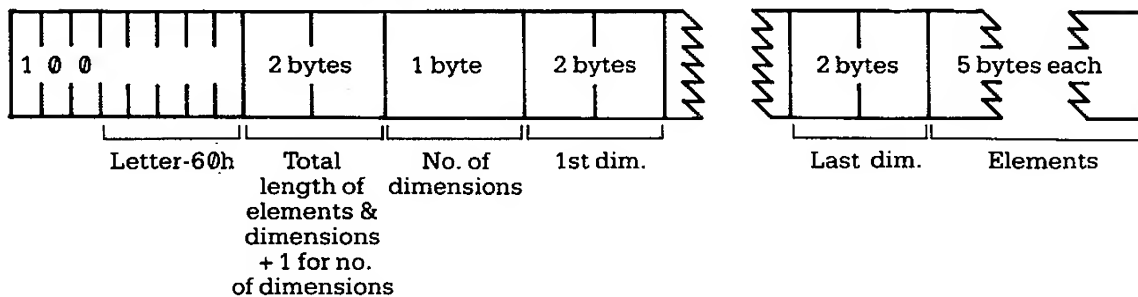 1 0 0 2 bytes 1 byte 2 bytes 2 bytes 5 bytes each
Letter-60h Total No. of 1st dim. Last dim. Elements
length of dimensions
elements &
dimensions
+ 1 for no.
of dimensions